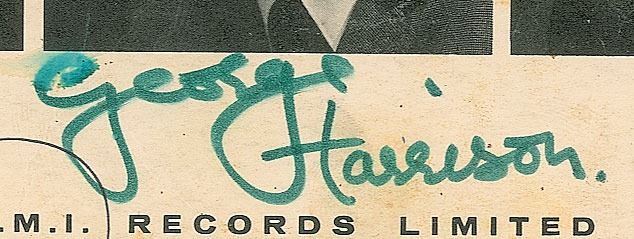 George
Harrison.
.M.I. RECORDS LIMITED